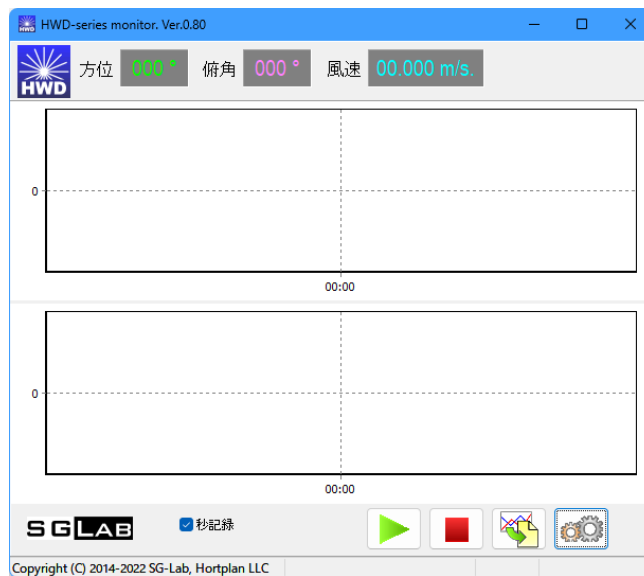 HWD-series monitor. Ver.0.80
HWD
方位 000 ° 俯角 000 ° 風速 00.000 m/s.
0
00:00
0
00:00
SGLAB
秒記録
Copyright (C) 2014-2022 SG-Lab, Hortplan LLC